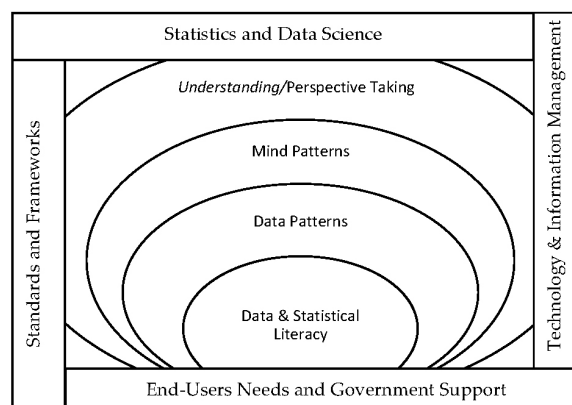 Statistics and Data Science
Understanding/Perspective Taking
Mind Patterns
Data Patterns
Data & Statistical
Literacy
Standards and Frameworks
Technology & Information Management
End-Users Needs and Government Support